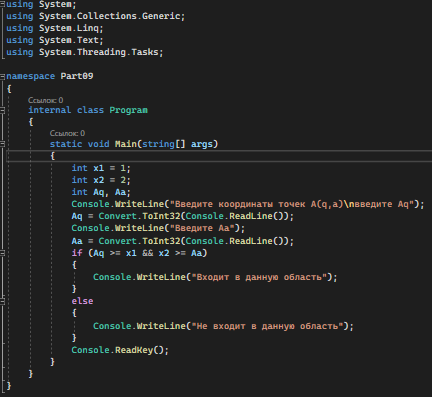 using System;
using System.Collections.Generic;
using System.Linq;
using System.Text;
using System.Threading.Tasks;
namespace Part09
{
Ссылок: 0
internal class Program
{
Ссылок: 0
static void Main(string[] args)
{
int x1 = 1;
int x2 = 2;
int Aq, Aa;
Console.WriteLine("Введите координаты точек A(q,a)\nвведите Aq");
Aq = Convert.ToInt32(Console.ReadLine());
Console.WriteLine("Введите Aa");
Aa = Convert.ToInt32(Console.ReadLine());
if (Aq >= x1 && x2 >= Aa)
{
Console.WriteLine("Входит в данную область");
}
else
{
Console.WriteLine("Не входит в данную область");
}
Console.ReadKey();
}
}
}